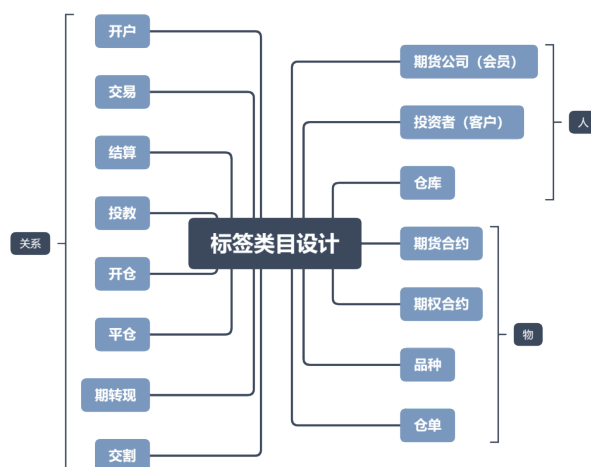 关系
开户
交易
结算
投教
开仓
平仓
期转现
交割
标签类目设计
期货公司（会员）
投资者（客户）
仓库
期货合约
期权合约
品种
仓单
人
物